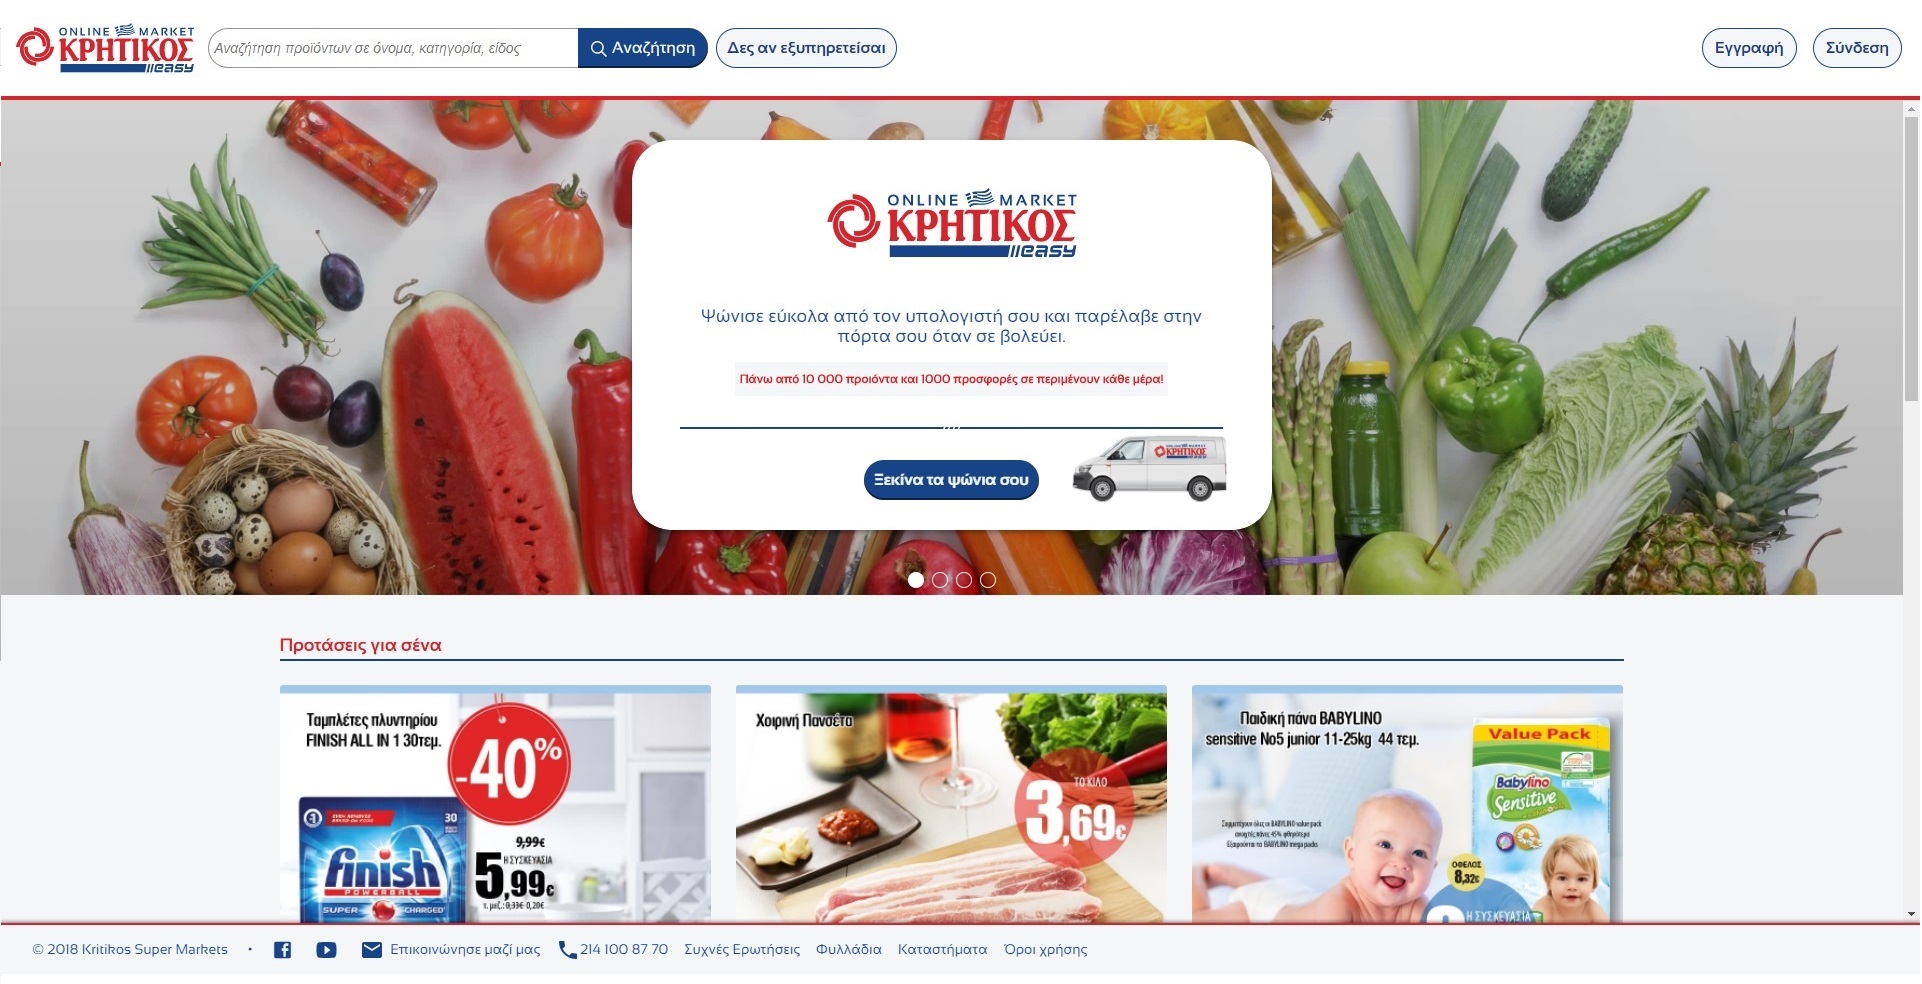 ONLINE MARKET
ΚΡΗΤΙΚΟΣ
easy
Αναζήτηση προϊόντων σε όνομα, κατηγορία, είδος
Αναζήτηση
Δες αν εξυπηρετείσαι
Εγγραφή
Σύνδεση
ONLINE MARKET
ΚΡΗΤΙΚΟΣ
easy
Ψώνισε εύκολα από τον υπολογιστή σου και παρέλαβε στην
πόρτα σου όταν σε βολεύει.
Πάνω από 10 000 προιόντα και 1000 προσφορές σε περιμένουν κάθε μέρα!
ΚΡΗΤΙΚΟΣ
Ξεκίνα τα ψώνια σου
Προτάσεις για σένα
Ταμπλέτες πλυντηρίου
FINISH ALL IN 1 30τεμ.
-40%
30
finish
POWERBALL
SUPER CHARGED
9,99€
Η ΣΥΣΚΕΥΑΣΙΑ
5,99€
τ. μεζ.: 0,33€ 0,20€
Χοιρινή Πανσέτα
ΤΟ ΚΙΛΟ
3,69€
Παιδική πάνα BABYLINO
sensitive No5 junior 11-25kg 44 τεμ.
Value Pack
Babylino
Sensitive
ΟΦΕΛΟΣ
8,32€
Η ΣΥΣΚΕΥΑΣΙΑ
© 2018 Kritikos Super Markets
Επικοινώνησε μαζί μας
214 100 87 70
Συχνές Ερωτήσεις
Φυλλάδια
Καταστήματα
Όροι χρήσης